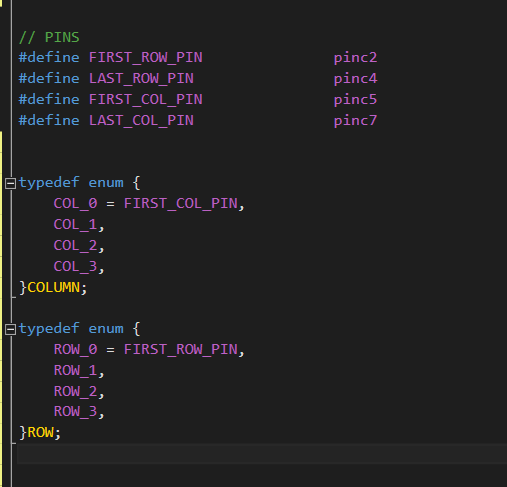 // PINS
#define FIRST_ROW_PIN pinc2
#define LAST_ROW_PIN pinc4
#define FIRST_COL_PIN pinc5
#define LAST_COL_PIN pinc7
typedef enum {
COL_0 = FIRST_COL_PIN,
COL_1,
COL_2,
COL_3,
}COLUMN;
typedef enum {
ROW_0 = FIRST_ROW_PIN,
ROW_1,
ROW_2,
ROW_3,
}ROW;